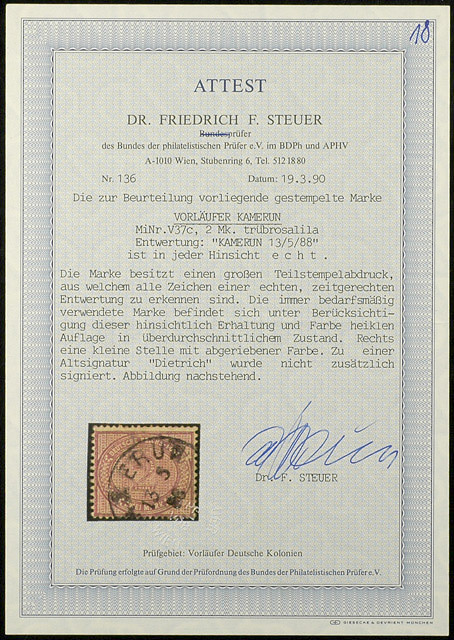 18
ATTEST
DR. FRIEDRICH F. STEUER
Bundesprüfer
des Bundes der philatelistischen Prüfer e.V. im BDPh und APHV
A-1010 Wien, Stubenring 6, Tel. 512 18 80
Nr. 136 Datum: 19.3.90
Die zur Beurteilung vorliegende gestempelte Marke
VORLÄUFER KAMERUN
MiNr.V37c, 2 Mk. trübrosalila
Entwertung: "KAMERUN 13/5/88"
ist in jeder Hinsicht e c h t .
Die Marke besitzt einen großen Teilstempelabdruck,
aus welchem alle Zeichen einer echten, zeitgerechten
Entwertung zu erkennen sind. Die immer bedarfsmäßig
verwendete Marke befindet sich unter Berücksichti-
gung dieser hinsichtlich Erhaltung und Farbe heiklen
Auflage in überdurchschnittlichem Zustand. Rechts
eine kleine Stelle mit abgeriebener Farbe. Zu einer
Altsignatur "Dietrich" wurde nicht zusätzlich
signiert. Abbildung nachstehend.
ERUN
13 5
Dr. F. STEUER
Prüfgebiet: Vorläufer Deutsche Kolonien
Die Prüfung erfolgte auf Grund der Prüfordnung des Bundes der Philatelistischen Prüfer e.V.
GIESECKE & DEVRIENT MÜNCHEN